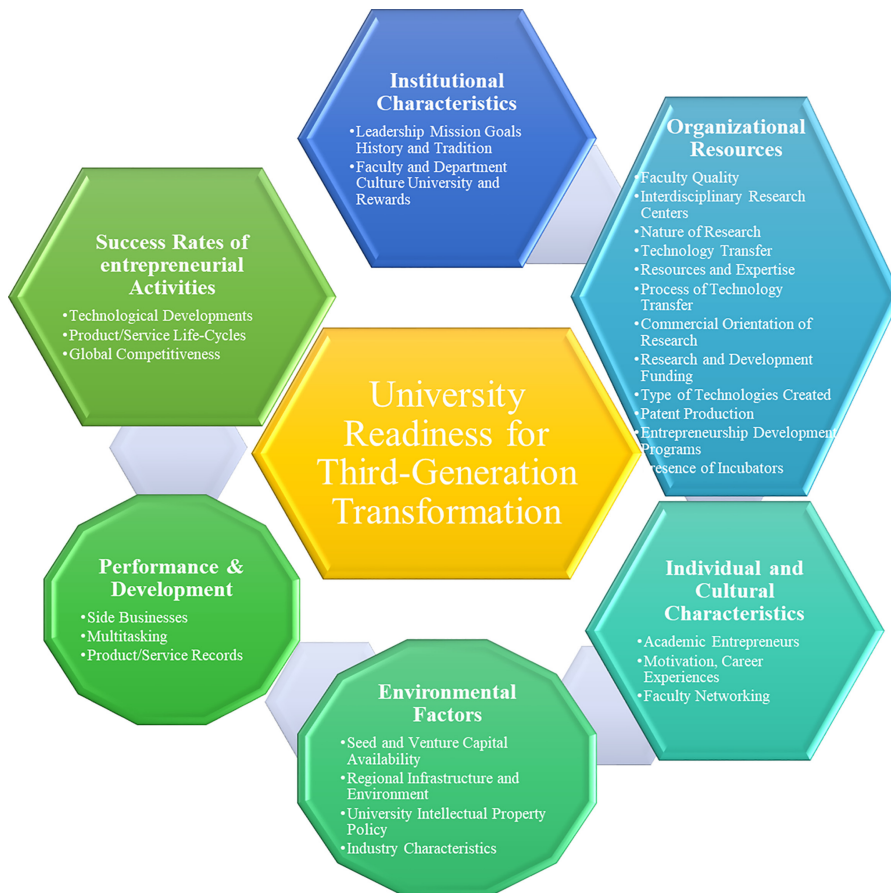 Institutional
Characteristics
•Leadership Mission Goals
History and Tradition
•Faculty and Department
Culture University and
Rewards
Organizational
Resources
•Faculty Quality
•Interdisciplinary Research
Centers
•Nature of Research
•Technology Transfer
•Resources and Expertise
•Process of Technology
Transfer
•Commercial Orientation of
Research
•Research and Development
Funding
•Type of Technologies Created
•Patent Production
•Entrepreneurship Development
Programs
•Presence of Incubators
Success Rates of
entrepreneurial
Activities
•Technological Developments
•Product/Service Life-Cycles
•Global Competitiveness
University
Readiness for
Third-Generation
Transformation
Individual and
Cultural
Characteristics
•Academic Entrepreneurs
•Motivation, Career
Experiences
•Faculty Networking
Performance &
Development
•Side Businesses
•Multitasking
•Product/Service Records
Environmental
Factors
•Seed and Venture Capital
Availability
•Regional Infrastructure and
Environment
•University Intellectual Property
Policy
•Industry Characteristics